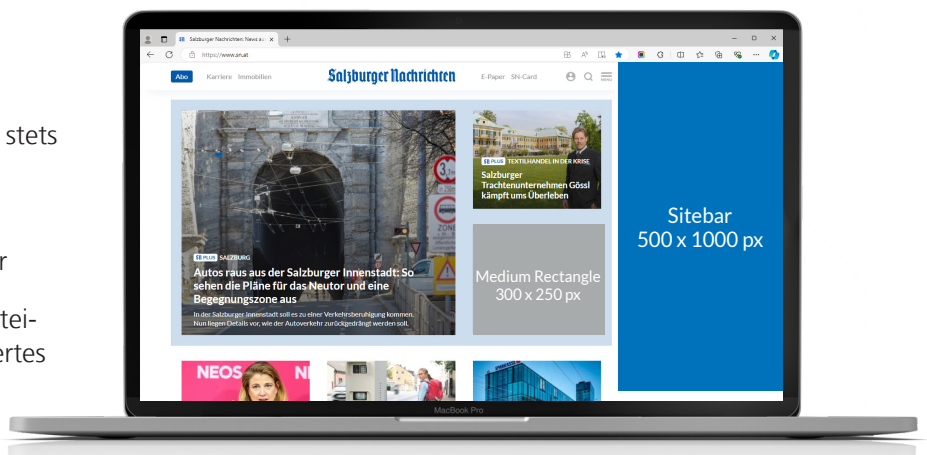 stets
r
tei-
ertes
Salzburger Nachrichten: News au
https://www.sn.at
Abo
Karriere Immobilien
Salzburger Nachrichten
E-Paper SN-Card
MENÜ
3,
ZONE
SN PLUS SALZBURG
Autos raus aus der Salzburger Innenstadt: So
sehen die Pläne für das Neutor und eine
Begegnungszone aus
In der Salzburger Innenstadt soll es zu einer Verkehrsberuhigung kommen.
Nun liegen Details vor, wie der Autoverkehr zurückgedrängt werden soll.
SN PLUS TEXTILHANDEL IN DER KRISE
Salzburger
Trachtenunternehmen Gössl
kämpft ums Überleben
Medium Rectangle
300 x 250 px
Sitebar
500 x 1000 px
NEOS
NE
MacBook Pro